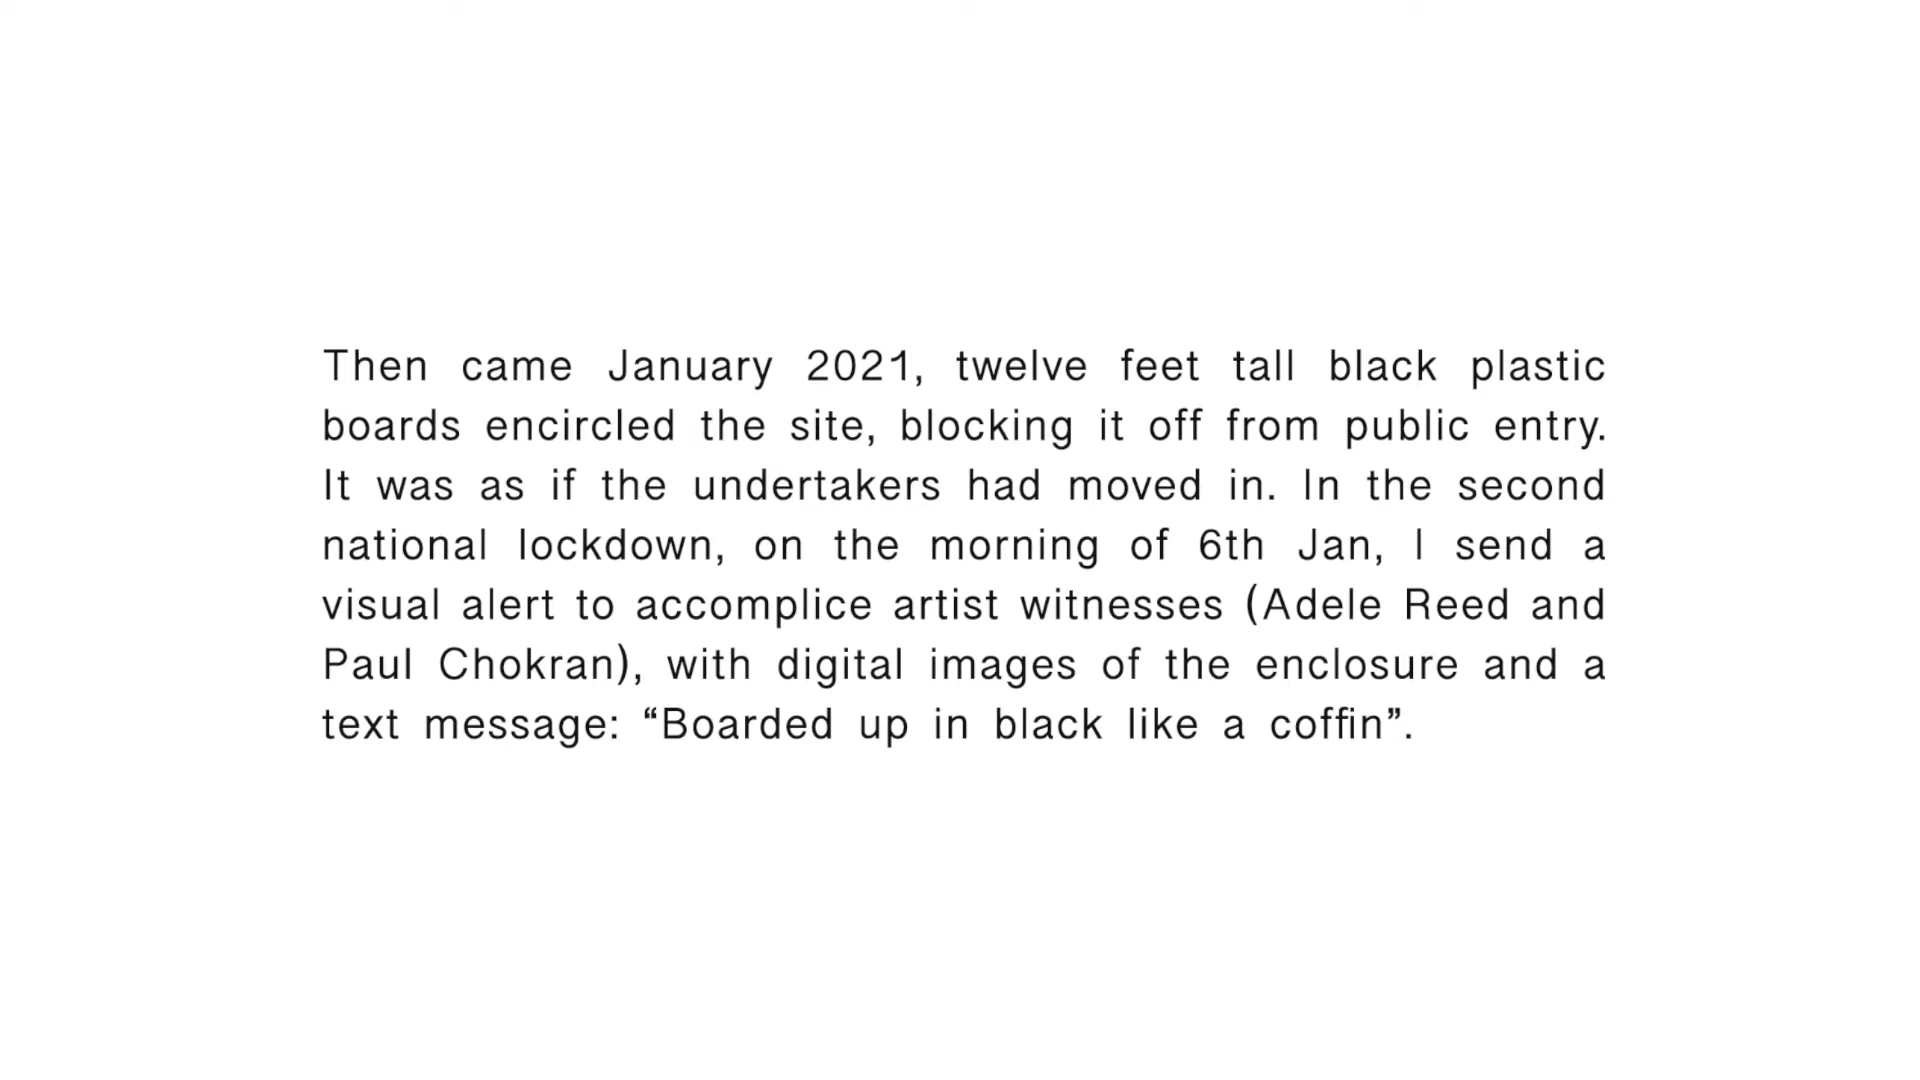 Then came January 2021, twelve feet tall black plastic
boards encircled the site, blocking it off from public entry.
It was as if the undertakers had moved in. In the second
national lockdown, on the morning of 6th Jan, I send a
visual alert to accomplice artist witnesses (Adele Reed and
Paul Chokran), with digital images of the enclosure and a
text message: “Boarded up in black like a coffin”.